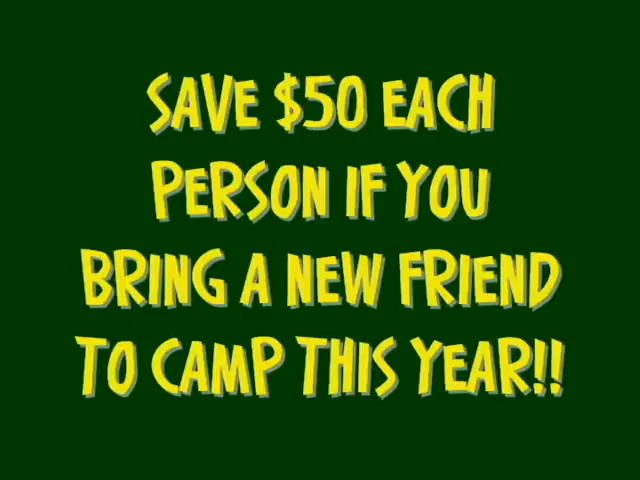 SAVE $50 EACH
PERSON IF YOU
BRING A NEW FRIEND
TO CAMP THIS YEAR!!